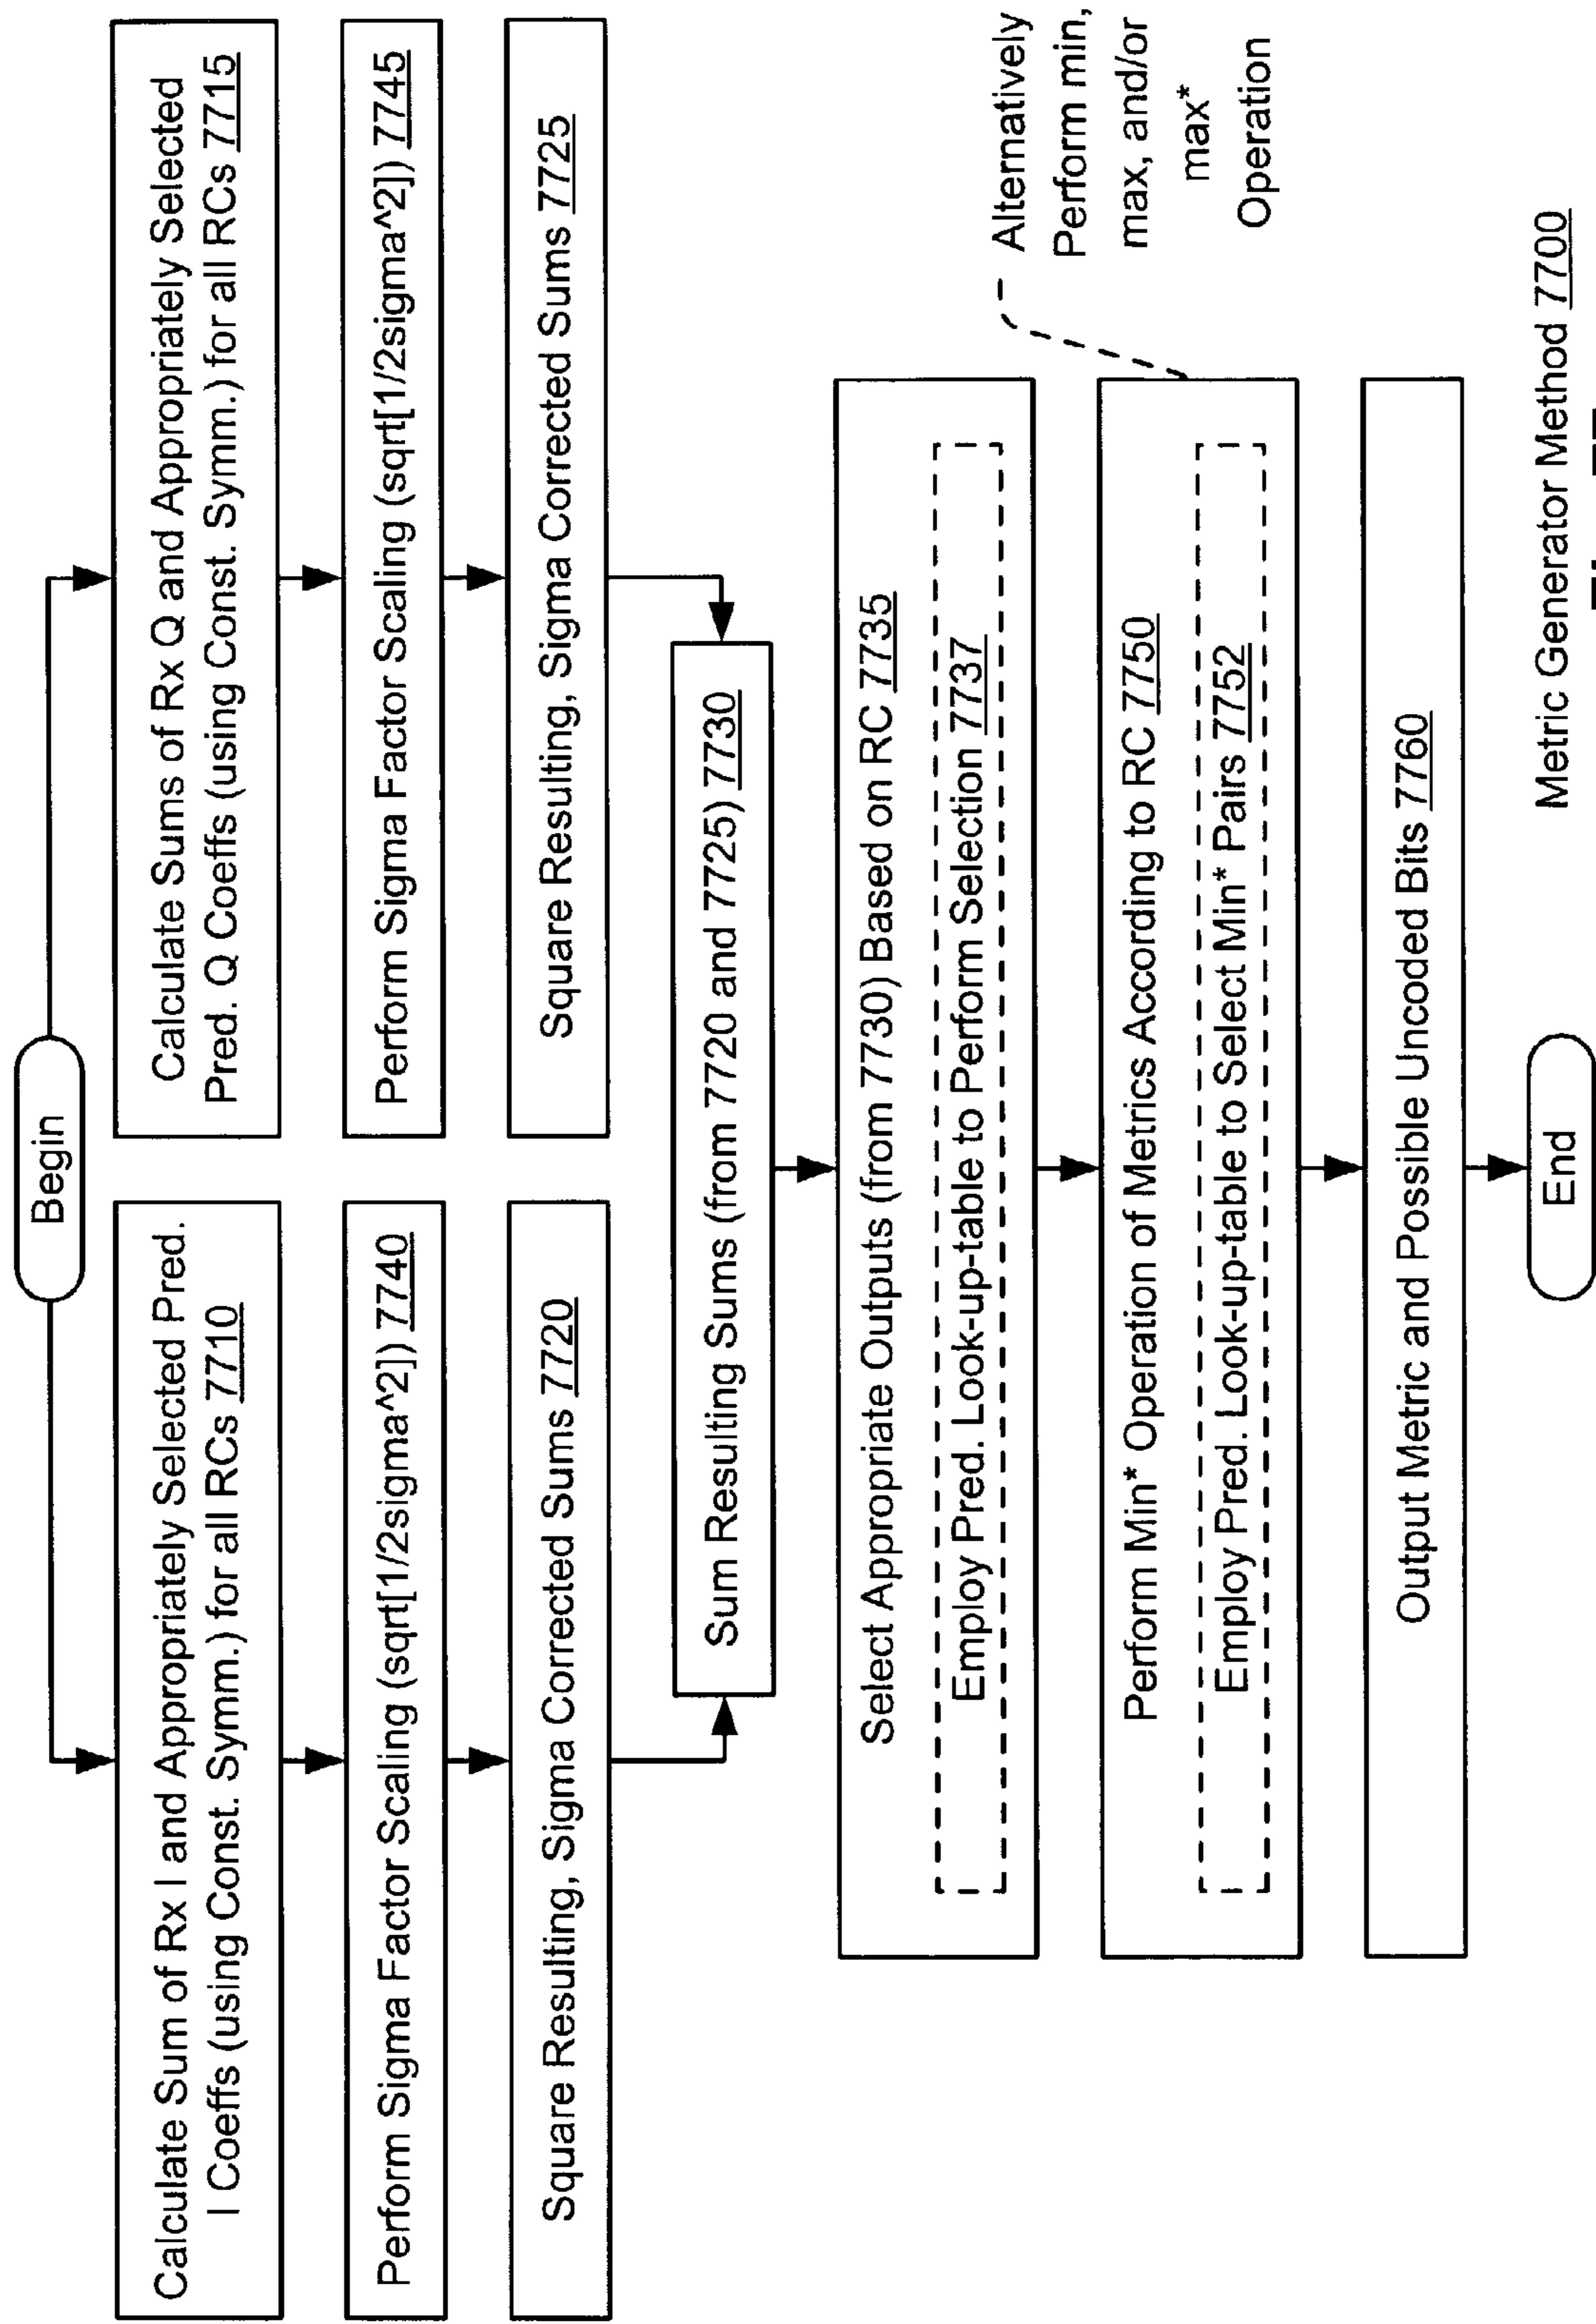 Begin
Calculate Sum of Rx I and Appropriately Selected Pred.
I Coeffs (using Const. Symm.) for all RCs 7710
Calculate Sums of Rx Q and Appropriately Selected
Pred. Q Coeffs (using Const. Symm.) for all RCs 7715
Perform Sigma Factor Scaling (sqrt[1/2sigma^2]) 7740
Perform Sigma Factor Scaling (sqrt[1/2sigma^2]) 7745
Square Resulting, Sigma Corrected Sums 7720
Square Resulting, Sigma Corrected Sums 7725
Sum Resulting Sums (from 7720 and 7725) 7730
Select Appropriate Outputs (from 7730) Based on RC 7735
Employ Pred. Look-up-table to Perform Selection 7737
Alternatively
Perform min,
max, and/or
max*
Operation
Perform Min* Operation of Metrics According to RC 7750
Employ Pred. Look-up-table to Select Min* Pairs 7752
Output Metric and Possible Uncoded Bits 7760
End
Metric Generator Method 7700